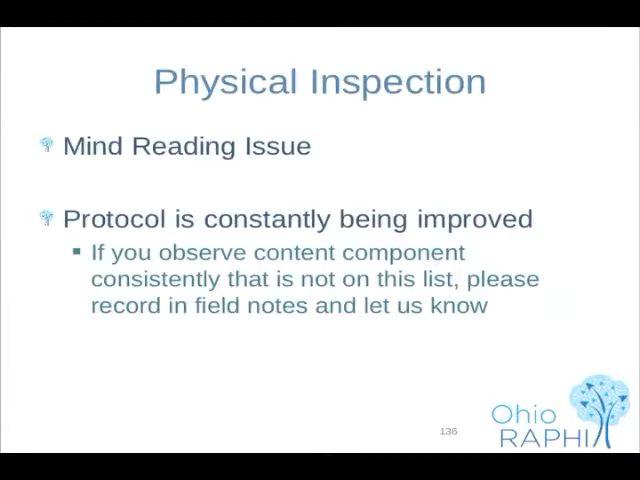 Physical Inspection
Mind Reading Issue
Protocol is constantly being improved
If you observe content component
consistently that is not on this list, please
record in field notes and let us know
136
Ohio
RAPHI